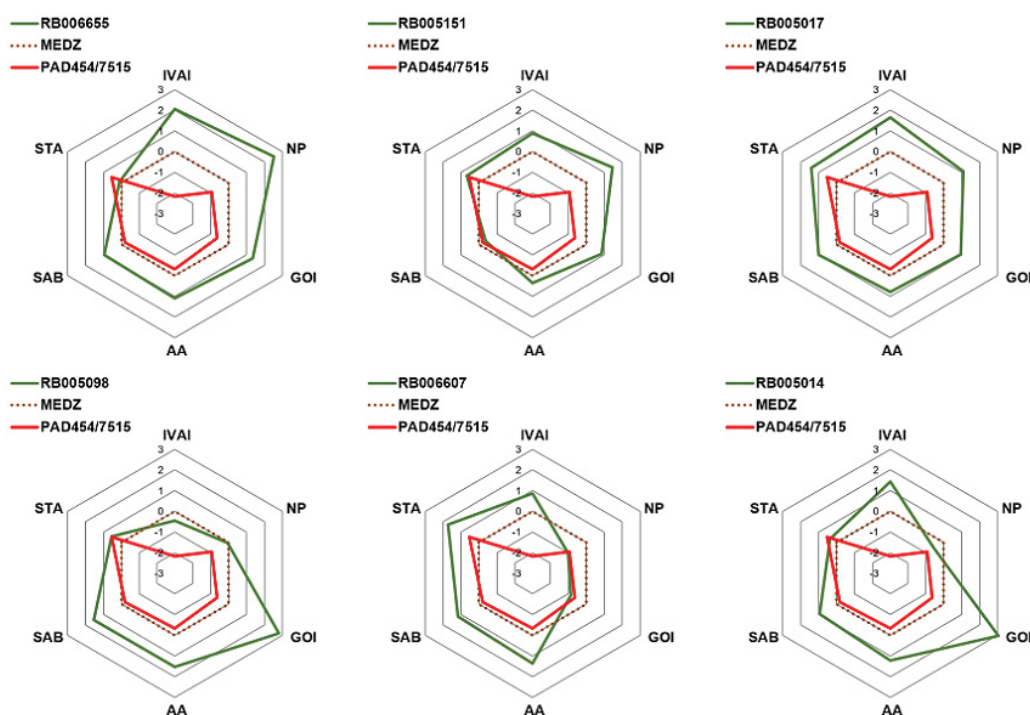 RB006655
MEDZ
PAD454/7515
IVAI
3
2
1
0
-1
-2
-3
NP
GOI
AA
SAB
STA
RB005151
MEDZ
PAD454/7515
IVAI
3
2
1
0
-1
-2
-3
NP
GOI
AA
SAB
STA
RB005017
MEDZ
PAD454/7515
IVAI
3
2
1
0
-1
-2
-3
NP
GOI
AA
SAB
STA
RB005098
MEDZ
PAD454/7515
IVAI
3
2
1
0
-1
-2
-3
NP
GOI
AA
SAB
STA
RB006607
MEDZ
PAD454/7515
IVAI
3
2
1
0
-1
-2
-3
NP
GOI
AA
SAB
STA
RB005014
MEDZ
PAD454/7515
IVAI
3
2
1
0
-1
-2
-3
NP
GOI
AA
SAB
STA